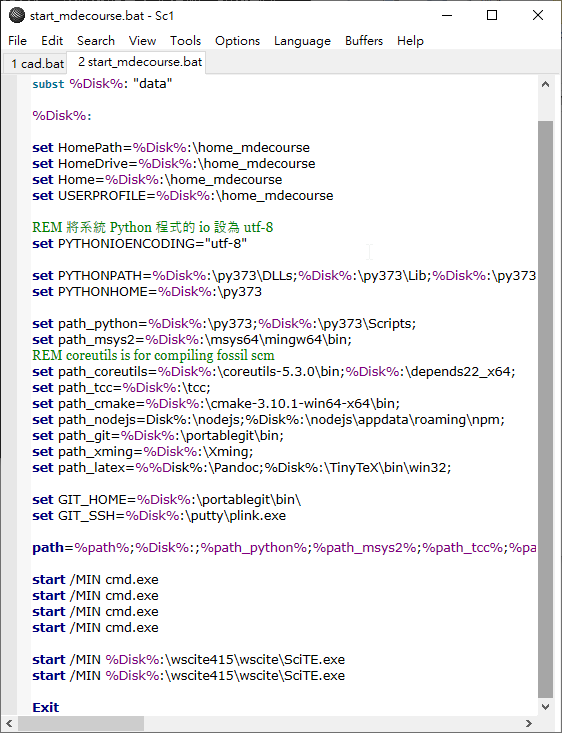 start_mdecourse.bat - Sc1
File Edit Search View Tools Options Language Buffers Help
1 cad.bat 2 start_mdecourse.bat
subst %Disk%: "data"
%Disk%:
set HomePath=%Disk%:\home_mdecourse
set HomeDrive=%Disk%:\home_mdecourse
set Home=%Disk%:\home_mdecourse
set USERPROFILE=%Disk%:\home_mdecourse
REM 將系統 Python 程式的 io 設為 utf-8
set PYTHONIOENCODING="utf-8"
set PYTHONPATH=%Disk%:\py373\DLLs;%Disk%:\py373\Lib;%Disk%:\py373
set PYTHONHOME=%Disk%:\py373
set path_python=%Disk%:\py373;%Disk%:\py373\Scripts;
set path_msys2=%Disk%:\msys64\mingw64\bin;
REM coreutils is for compiling fossil scm
set path_coreutils=%Disk%:\coreutils-5.3.0\bin;%Disk%:\depends22_x64;
set path_tcc=%Disk%:\tcc;
set path_cmake=%Disk%:\cmake-3.10.1-win64-x64\bin;
set path_nodejs=Disk%:\nodejs;%Disk%:\nodejs\appdata\roaming\npm;
set path_git=%Disk%:\portablegit\bin;
set path_xming=%Disk%:\Xming;
set path_latex=%%Disk%:\Pandoc;%Disk%:\TinyTeX\bin\win32;
set GIT_HOME=%Disk%:\portablegit\bin\
set GIT_SSH=%Disk%:\putty\plink.exe
path=%path%;%Disk%:;%path_python%;%path_msys2%;%path_tcc%;%pa
start /MIN cmd.exe
start /MIN cmd.exe
start /MIN cmd.exe
start /MIN cmd.exe
start /MIN %Disk%:\wscite415\wscite\SciTE.exe
start /MIN %Disk%:\wscite415\wscite\SciTE.exe
Exit